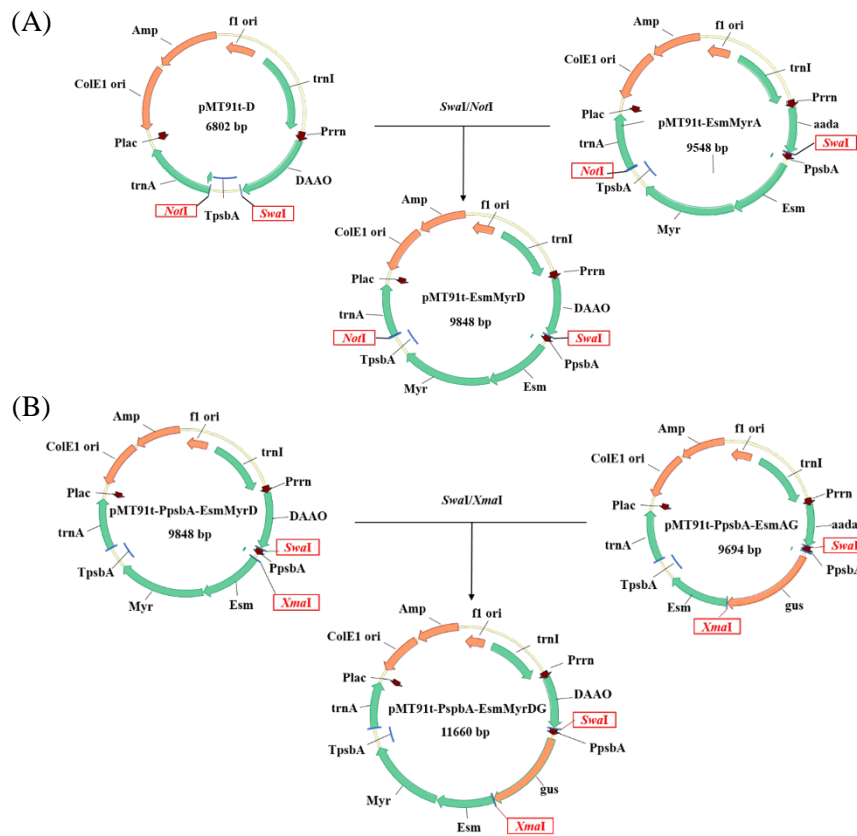 (A)
Amp
f1 ori
trnI
ColE1 ori
pMT91t-D
6802 bp
Plac
Prrn
trnA
DAAO
NotI
TpsbA
SwaI
SwaI/NotI
Amp
f1 ori
trnI
ColE1 ori
Prrn
Plac
aada
trnA
pMT91t-EsmMyrA
SwaI
9548 bp
NotI
PpsbA
TpsbA
Myr
Esm
Amp
f1 ori
ColE1 ori
trnI
Plac
Prrn
pMT91t-EsmMyrD
trnA
DAAO
9848 bp
NotI
SwaI
TpsbA
PpsbA
Myr
Esm
(B)
Amp
f1 ori
ColE1 ori
trnI
Plac
Prrn
pMT91t-PpsbA-EsmMyrD
DAAO
trnA
9848 bp
SwaI
TpsbA
PpsbA
Myr
Esm
XmaI
SwaI/XmaI
Amp
f1 ori
ColE1 ori
trnI
Plac
Prrn
pMT91t-PpsbA-EsmAG
aada
trnA
9694 bp
SwaI
PpsbA
TpsbA
Esm
gus
XmaI
Amp
f1 ori
ColE1 ori
trnI
Plac
Prrn
trnA
pMT91t-PspbA-EsmMyrDG
DAAO
SwaI
11660 bp
TpsbA
PpsbA
Myr
gus
Esm
XmaI